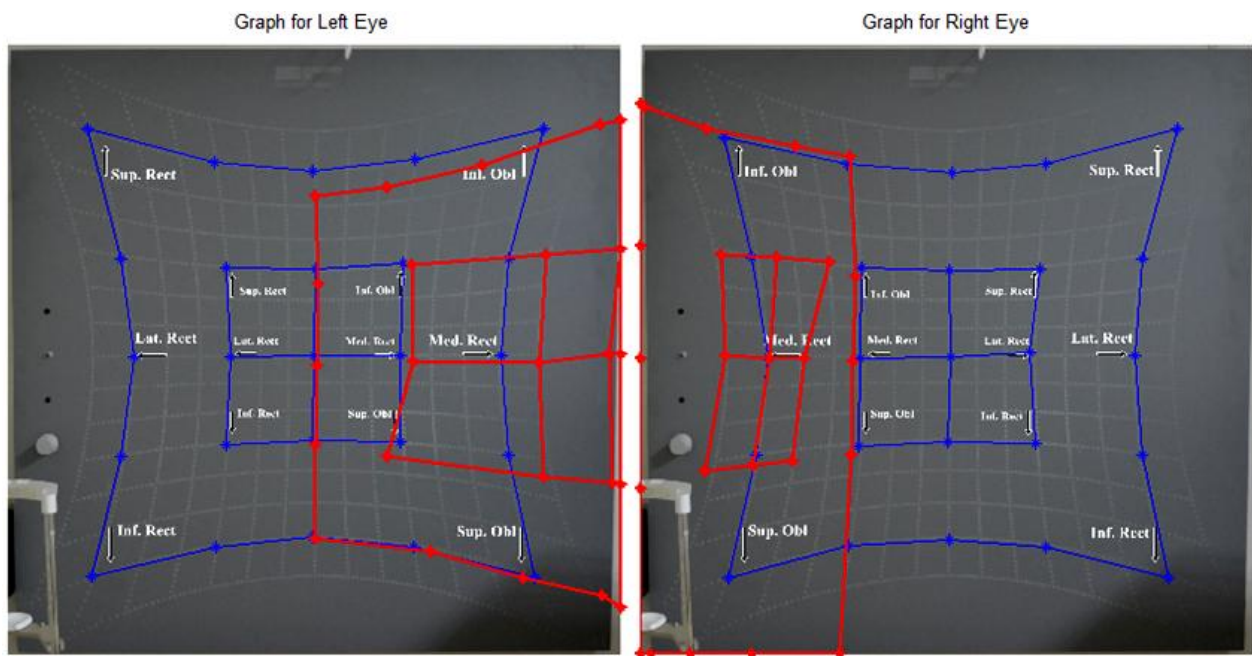 Graph for Left Eye
Graph for Right Eye
Sup. Rect
Inf. Obl
Inf. Obl
Sup. Rect
Sup. Rect
Inf. Obl
Inf. Obl
Sup. Rect
Lat. Rect
Lat. Rect
Med. Rect
Med. Rect
Med. Rect
Med. Rect
Lat. Rect
Lat. Rect
Inf. Rect
Sup. Obl
Sup. Obl
Inf. Rect
Inf. Rect
Sup. Obl
Sup. Obl
Inf. Rect